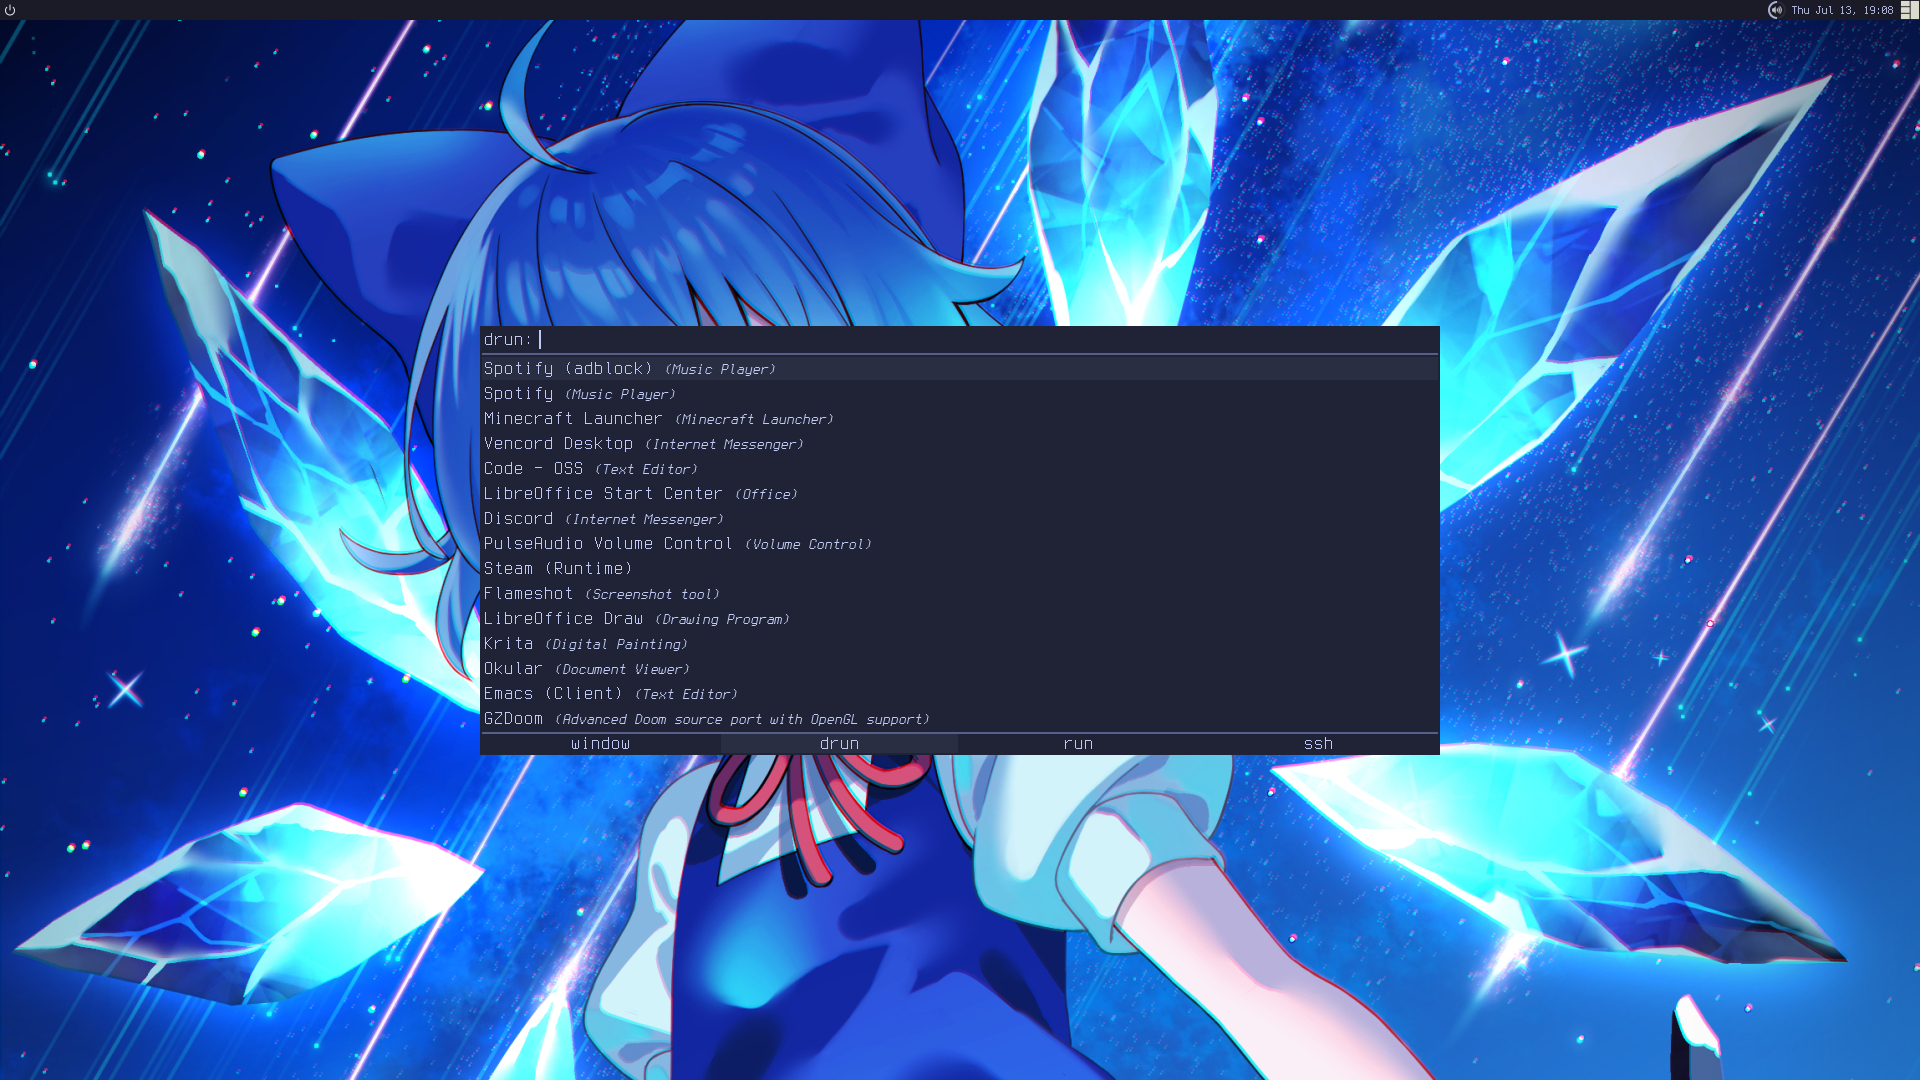 Thu Jul 13, 19:08
drun:
Spotify (adblock) (Music Player)
Spotify (Music Player)
Minecraft Launcher (Minecraft Launcher)
Vencord Desktop (Internet Messenger)
Code - OSS (Text Editor)
LibreOffice Start Center (Office)
Discord (Internet Messenger)
PulseAudio Volume Control (Volume Control)
Steam (Runtime)
Flameshot (Screenshot tool)
LibreOffice Draw (Drawing Program)
Krita (Digital Painting)
Okular (Document Viewer)
Emacs (Client) (Text Editor)
GZDoom (Advanced Doom source port with OpenGL support)
window drun run ssh